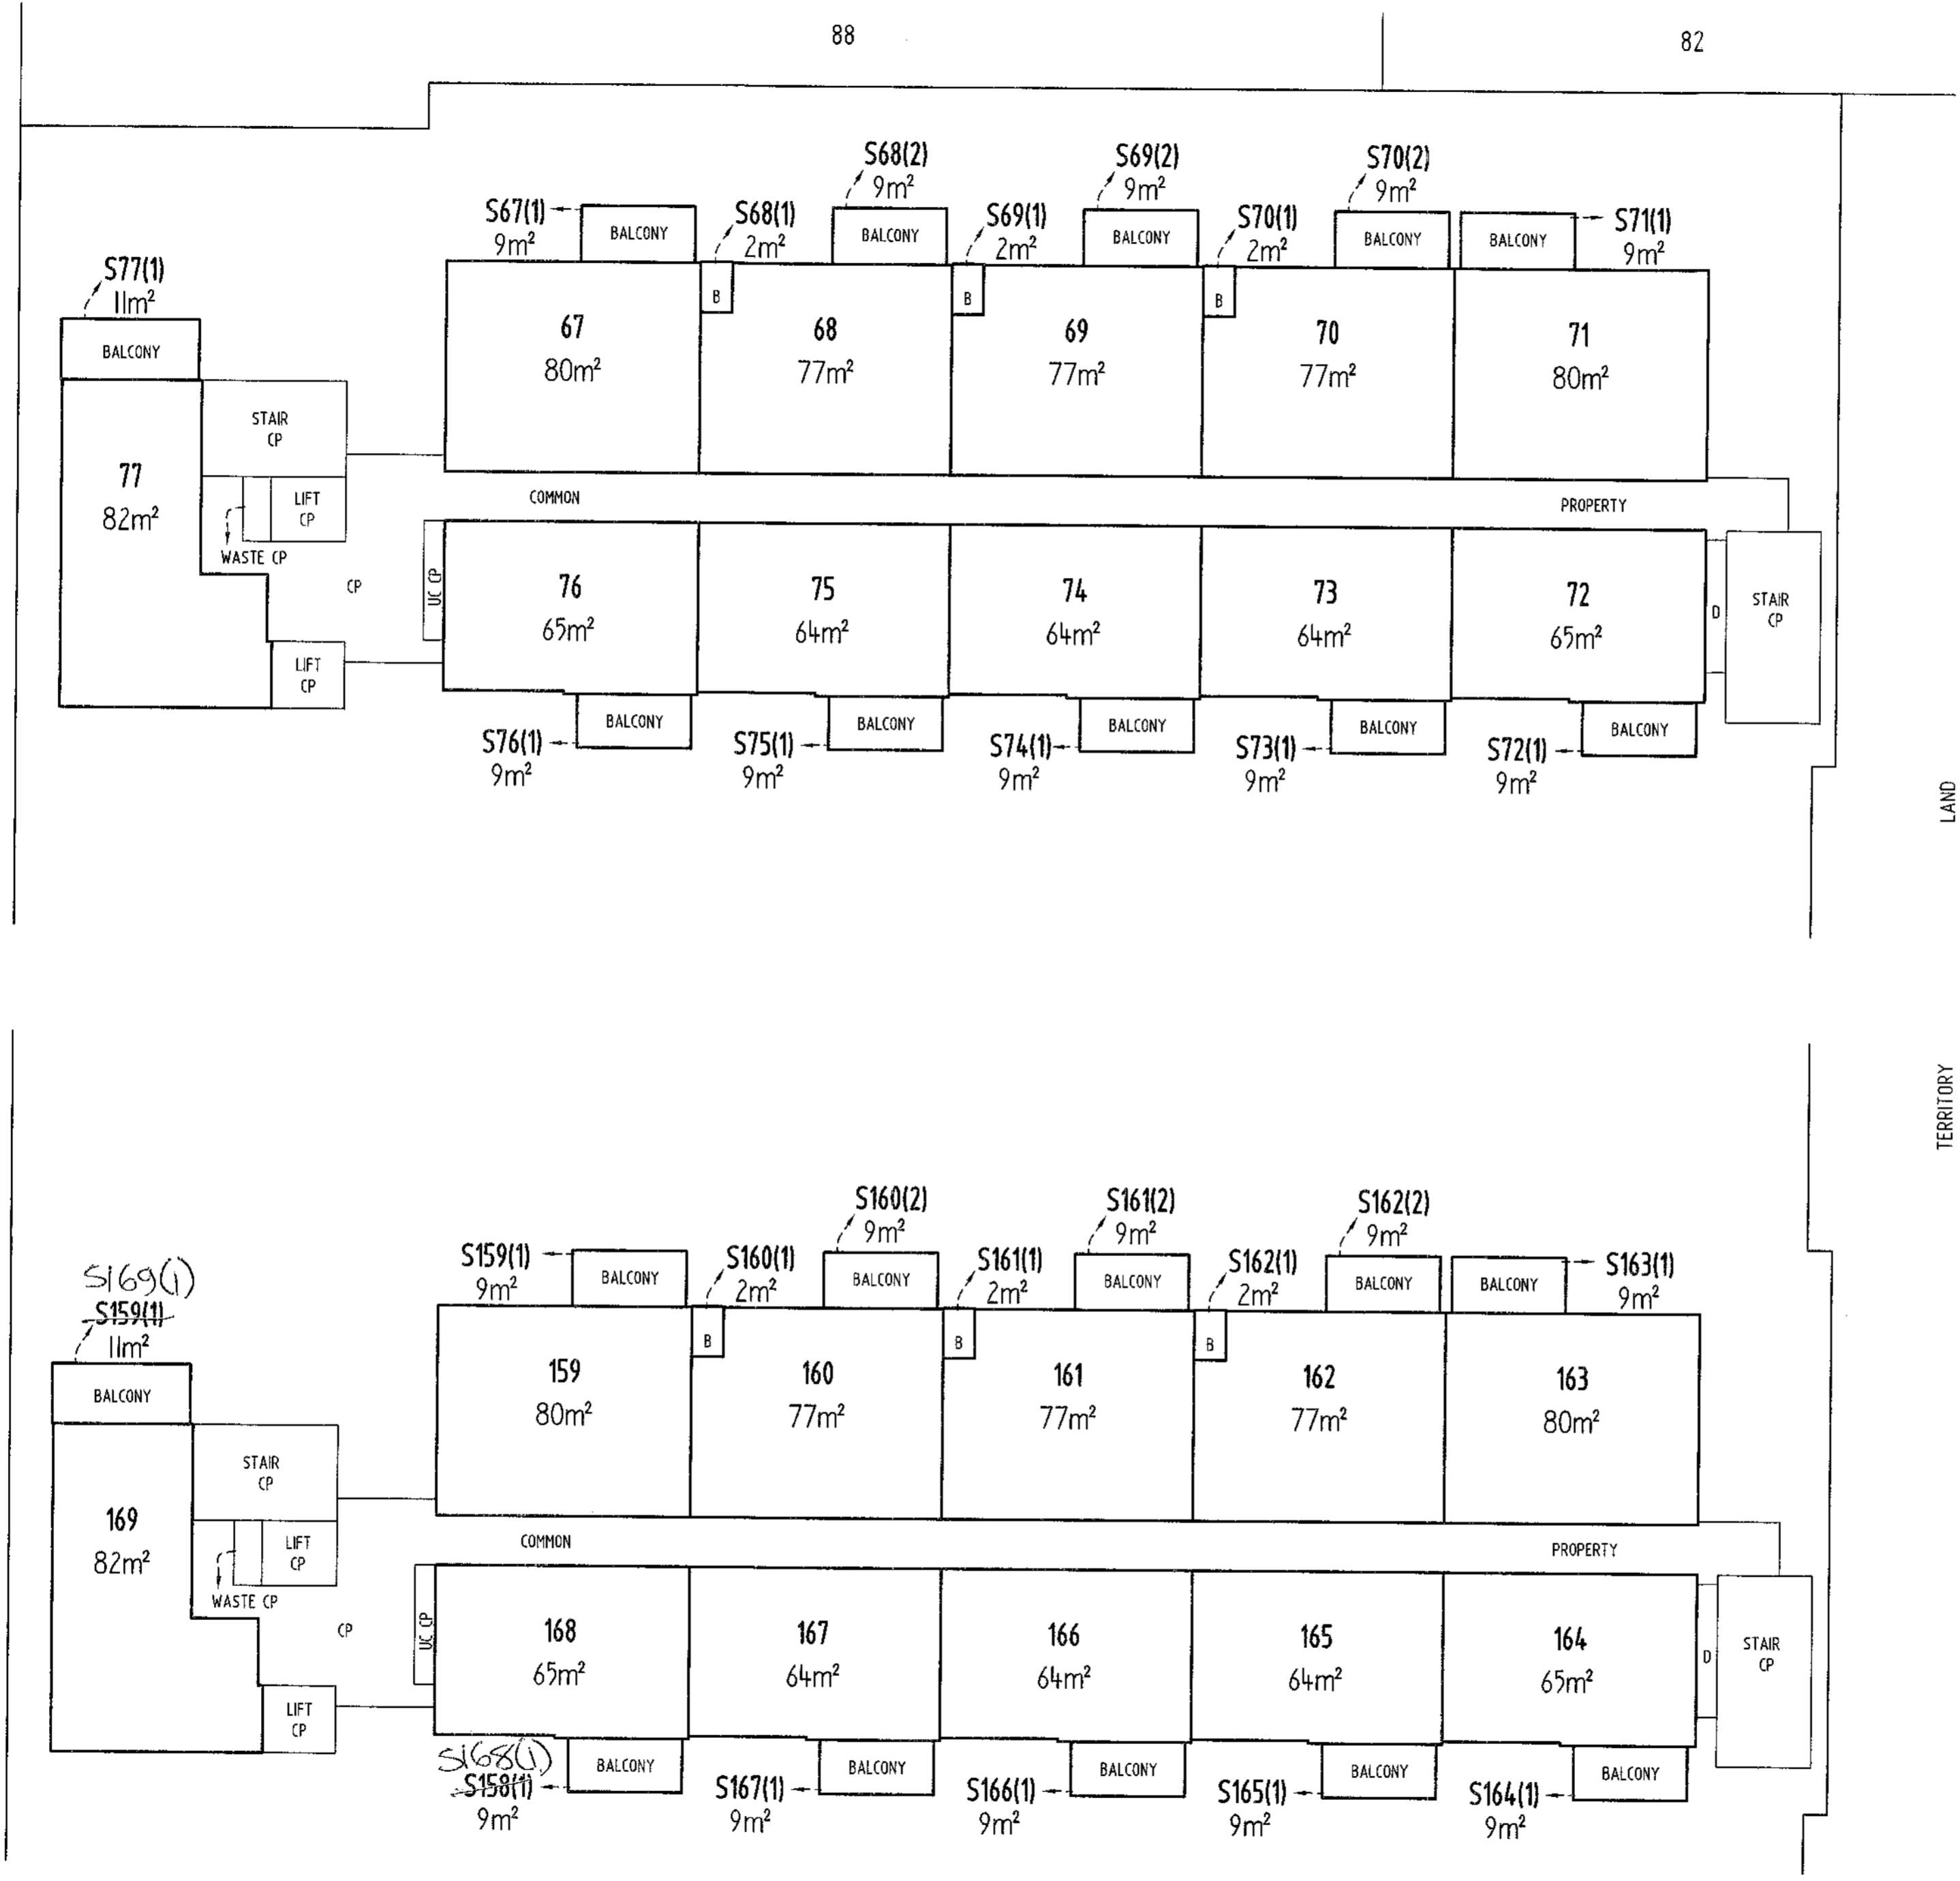 88
82
S68(2)
9m²
S69(2)
9m²
S70(2)
9m²
S67(1)
9m²
BALCONY
S68(1)
2m²
BALCONY
S69(1)
2m²
BALCONY
S70(1)
2m²
BALCONY
BALCONY
S71(1)
9m²
S77(1)
11m²
BALCONY
B
B
B
67
80m²
68
77m²
69
77m²
70
77m²
71
80m²
STAIR
CP
77
82m²
LIFT
CP
WASTE CP
CP
COMMON
PROPERTY
UC CP
76
65m²
75
64m²
74
64m²
73
64m²
72
65m²
D
STAIR
CP
LIFT
CP
S76(1)
9m²
BALCONY
S75(1)
9m²
BALCONY
S74(1)
9m²
BALCONY
S73(1)
9m²
BALCONY
S72(1)
9m²
BALCONY
LAND
TERRITORY
S160(2)
9m²
S161(2)
9m²
S162(2)
9m²
S159(1)
9m²
BALCONY
S160(1)
2m²
BALCONY
S161(1)
2m²
BALCONY
S162(1)
2m²
BALCONY
BALCONY
S163(1)
9m²
S169(1)
S159(1)
11m²
BALCONY
B
B
B
159
80m²
160
77m²
161
77m²
162
77m²
163
80m²
STAIR
CP
169
82m²
LIFT
CP
WASTE CP
CP
COMMON
PROPERTY
UC CP
168
65m²
167
64m²
166
64m²
165
64m²
164
65m²
D
STAIR
CP
LIFT
CP
S168(1)
S158(1)
9m²
BALCONY
S167(1)
9m²
BALCONY
S166(1)
9m²
BALCONY
S165(1)
9m²
BALCONY
S164(1)
9m²
BALCONY